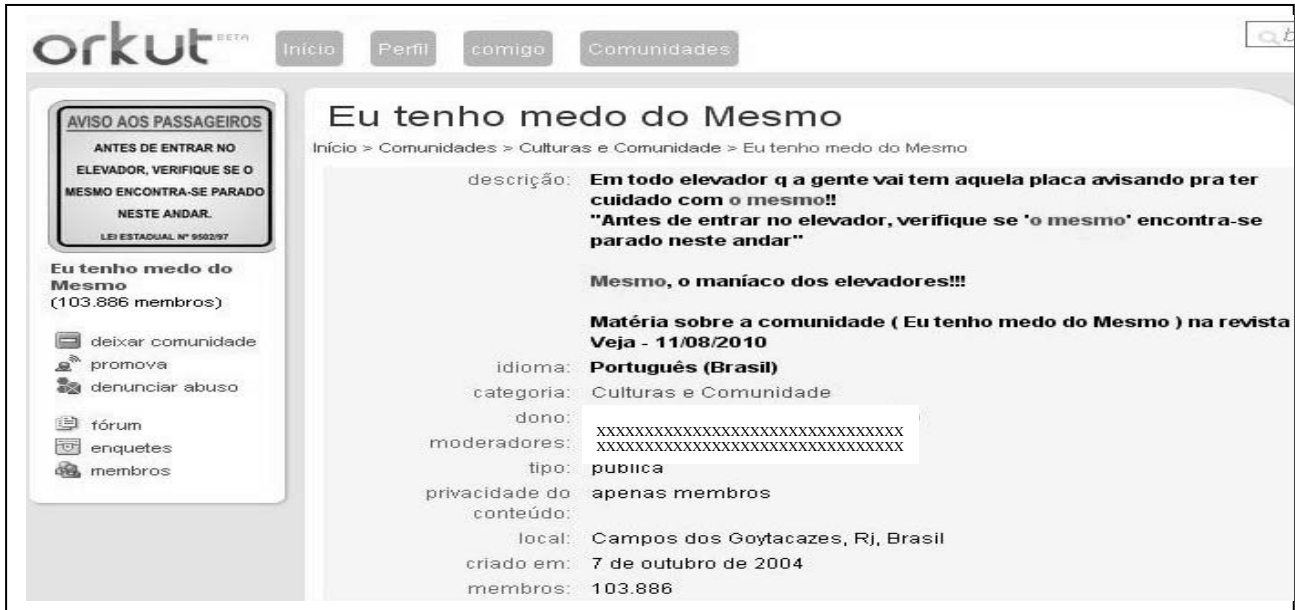 orkut BETA
Início Perfil comigo Comunidades
AVISO AOS PASSAGEIROS
ANTES DE ENTRAR NO
ELEVADOR, VERIFIQUE SE O
MESMO ENCONTRA-SE PARADO
NESTE ANDAR.
LEI ESTADUAL Nº 9502/97
Eu tenho medo do
Mesmo
(103.886 membros)
deixar comunidade
promova
denunciar abuso
fórum
enquetes
membros
Eu tenho medo do Mesmo
Início > Comunidades > Culturas e Comunidade > Eu tenho medo do Mesmo
descrição: Em todo elevador q a gente vai tem aquela placa avisando pra ter
cuidado com o mesmo!!
"Antes de entrar no elevador, verifique se 'o mesmo' encontra-se
parado neste andar"
Mesmo, o maníaco dos elevadores!!!
Matéria sobre a comunidade ( Eu tenho medo do Mesmo ) na revista
Veja - 11/08/2010
idioma: Português (Brasil)
categoria: Culturas e Comunidade
dono: XXXXXXXXXXXXXXXXXXXXXXXXXXXXXXXX
moderadores: XXXXXXXXXXXXXXXXXXXXXXXXXXXXXXXX
tipo: pública
privacidade do apenas membros
conteúdo:
local: Campos dos Goytacazes, Rj, Brasil
criado em: 7 de outubro de 2004
membros: 103.886